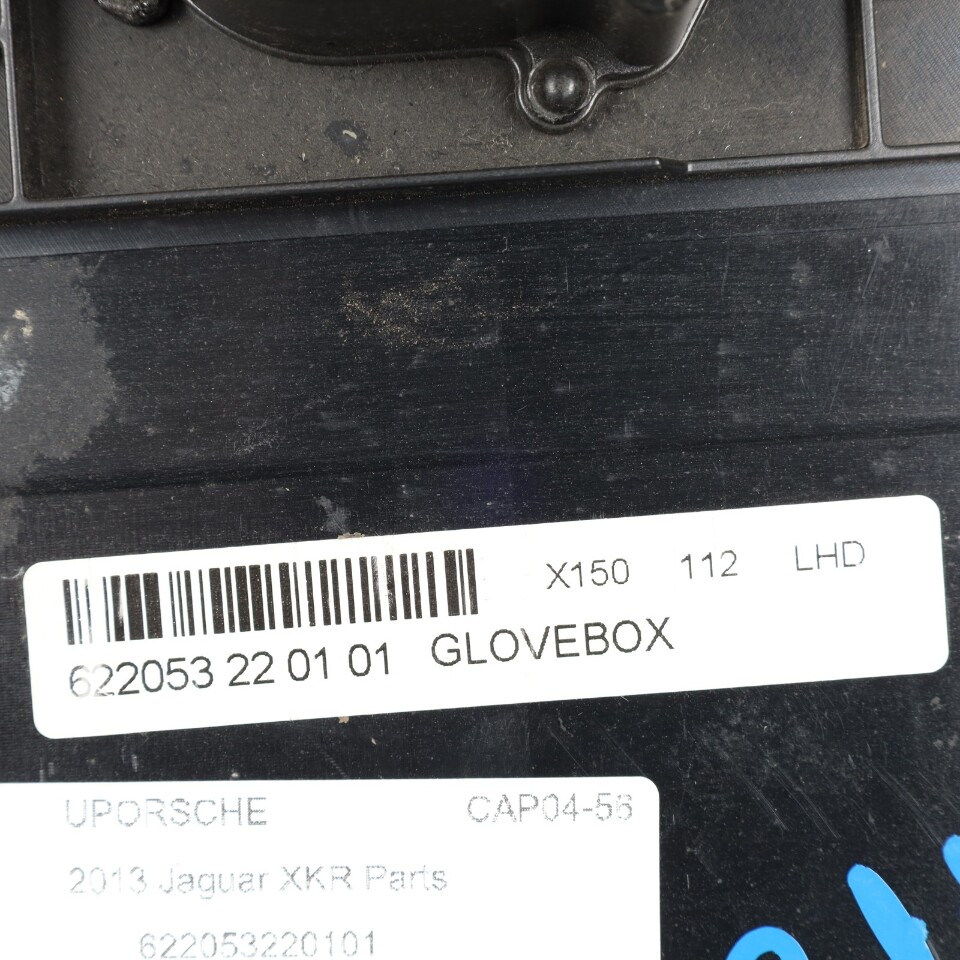 X150 112 LHD
622053 22 01 01 GLOVEBOX
UPORSCHE CAP04-56
2013 Jaguar XKR Parts
622053220101